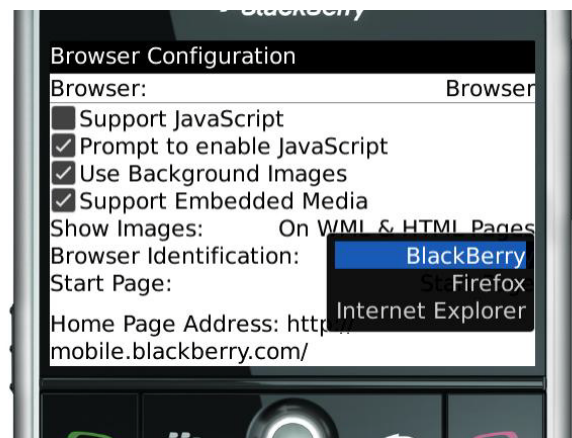 BlackBerry
Browser Configuration
Browser: Browser
Support JavaScript
Prompt to enable JavaScript
Use Background Images
Support Embedded Media
Show Images: On WML & HTML Pages
Browser Identification: BlackBerry
Start Page: Firefox
Internet Explorer
Home Page Address: http://
mobile.blackberry.com/